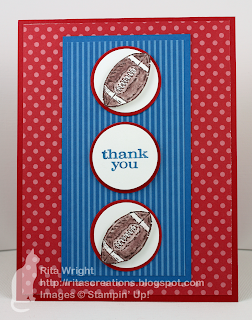 thank
you
Rita Wright
http://ritascreations.blogspot.com
Images © Stampin' Up!